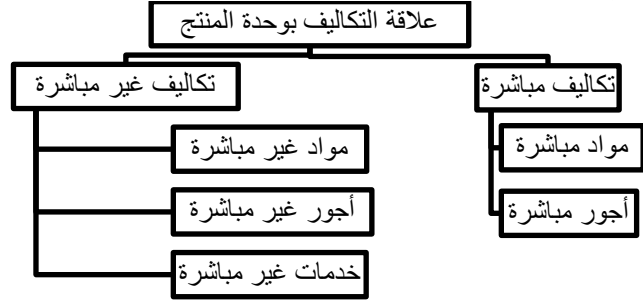 علاقة التكاليف بوحدة المنتج
تكاليف مباشرة
مواد مباشرة
أجور مباشرة
تكاليف غير مباشرة
مواد غير مباشرة
أجور غير مباشرة
خدمات غير مباشرة